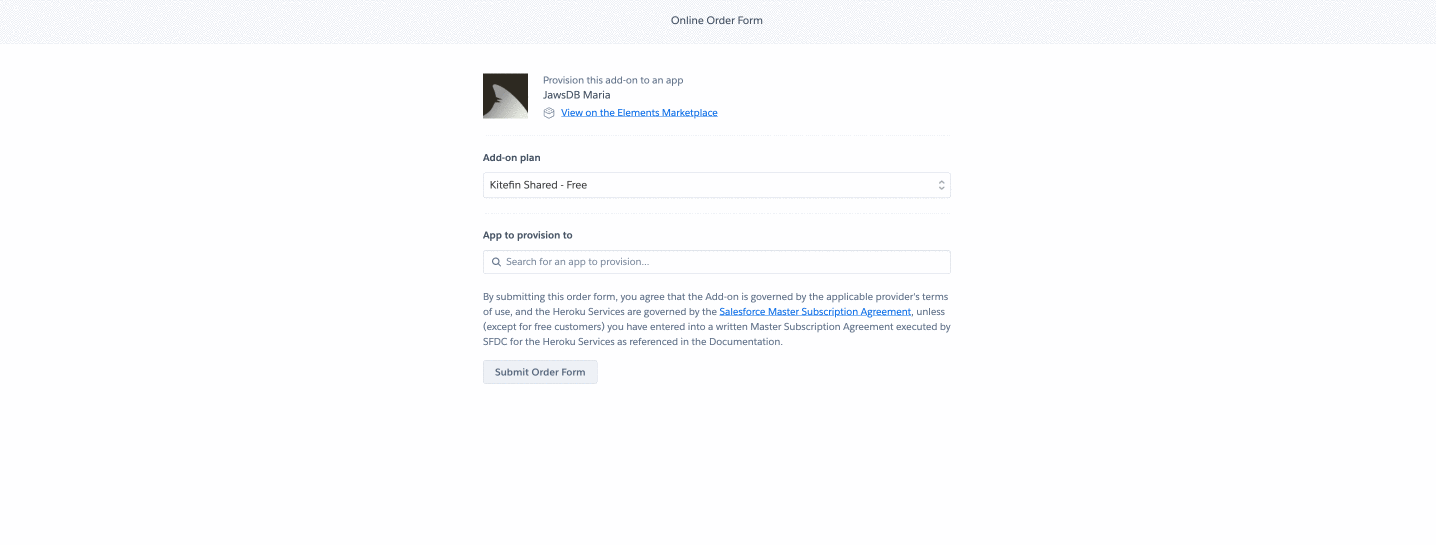 Online Order Form
Provision this add-on to an app
JawsDB Maria
View on the Elements Marketplace
Add-on plan
Kitefin Shared - Free
App to provision to
Search for an app to provision...
By submitting this order form, you agree that the Add-on is governed by the applicable provider's terms
of use, and the Heroku Services are governed by the Salesforce Master Subscription Agreement, unless
(except for free customers) you have entered into a written Master Subscription Agreement executed by
SFDC for the Heroku Services as referenced in the Documentation.
Submit Order Form